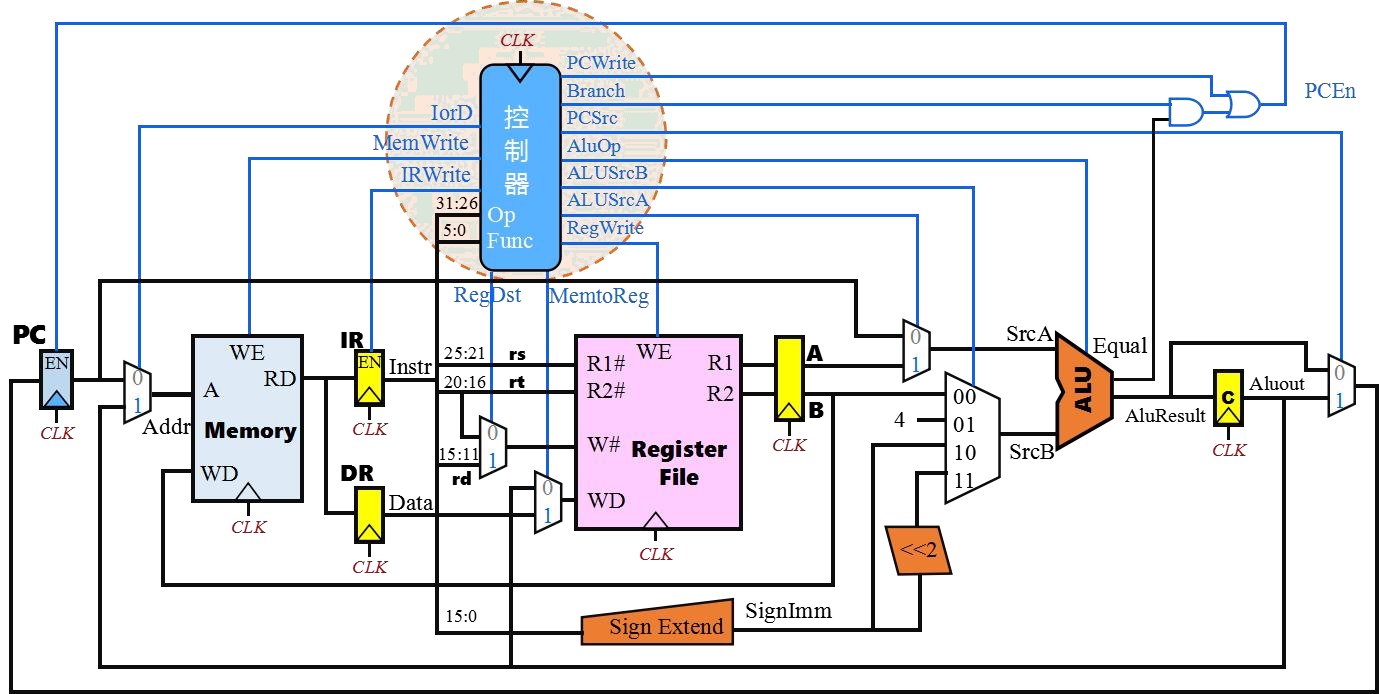 CLK
控
制
器
Op
Func
PCWrite
Branch
PCSrc
AluOp
ALUSrcB
ALUSrcA
RegWrite
PCEn
IorD
MemWrite
IRWrite
31:26
5:0
RegDst
MemtoReg
PC
EN
CLK
0
1
Addr
WE
A
RD
Memory
WD
CLK
IR
EN
Instr
CLK
DR
Data
CLK
25:21 rs
20:16 rt
15:11
rd
0
1
0
1
WE
R1#
R2#
W#
WD
R1
R2
Register
File
CLK
A
B
CLK
0
1
SrcA
00
4
01
10
11
SrcB
<<2
15:0
Sign Extend
SignImm
ALU
Equal
AluResult
C
CLK
Aluout
0
1